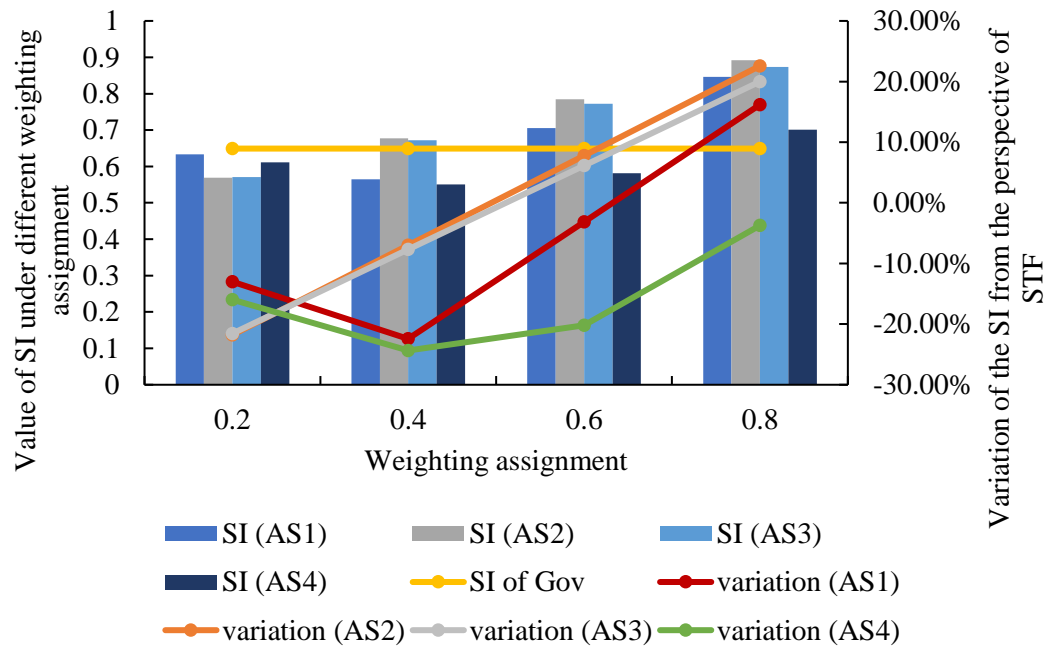 Value of SI under different weighting
assignment
1
0.9
0.8
0.7
0.6
0.5
0.4
0.3
0.2
0.1
0
30.00%
20.00%
10.00%
0.00%
-10.00%
-20.00%
-30.00%
Variation of the SI from the perspective of
STF
0.2 0.4 0.6 0.8
Weighting assignment
SI (AS1) SI (AS2) SI (AS3)
SI (AS4) SI of Gov variation (AS1)
variation (AS2) variation (AS3) variation (AS4)